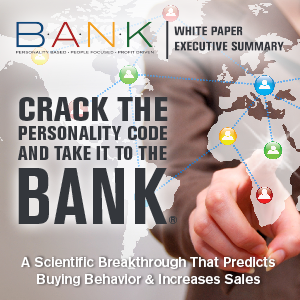 B·A·N·K
PERSONALITY BASED · PEOPLE FOCUSED · PROFIT DRIVEN
WHITE PAPER
EXECUTIVE SUMMARY
CRACK THE
PERSONALITY CODE
AND TAKE IT TO THE
BANK®
A Scientific Breakthrough That Predicts
Buying Behavior & Increases Sales